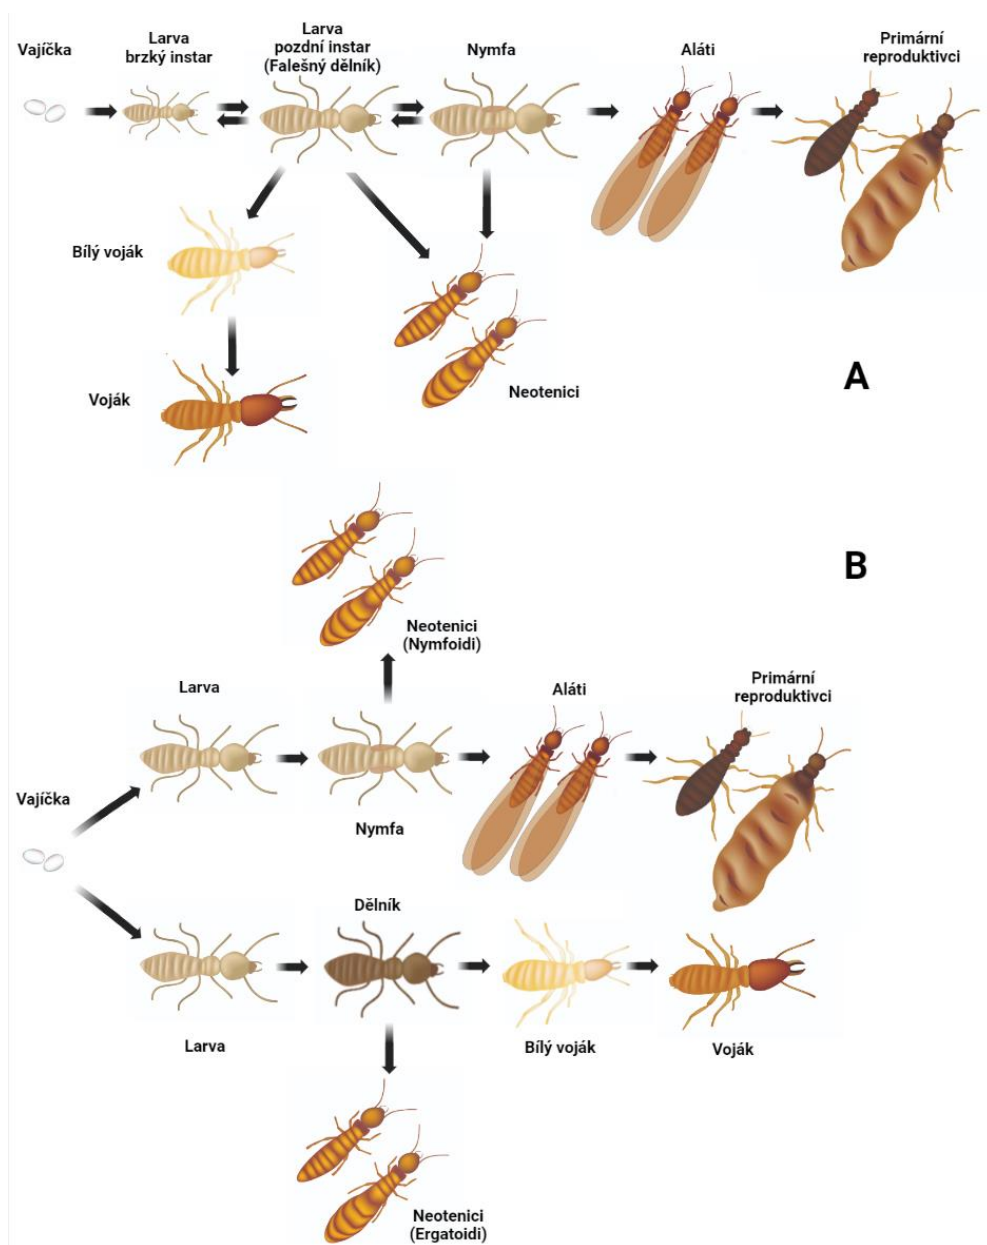 Vajíčka
Larva
brzký instar
Larva
pozdní instar
(Falešný dělník)
Nymfa
Aláti
Primární
reproduktivci
Bílý voják
Voják
Neotenici
A
B
Neotenici
(Nymfoidi)
Larva
Aláti
Primární
reproduktivci
Vajíčka
Nymfa
Dělník
Larva
Bílý voják
Voják
Neotenici
(Ergatoidi)